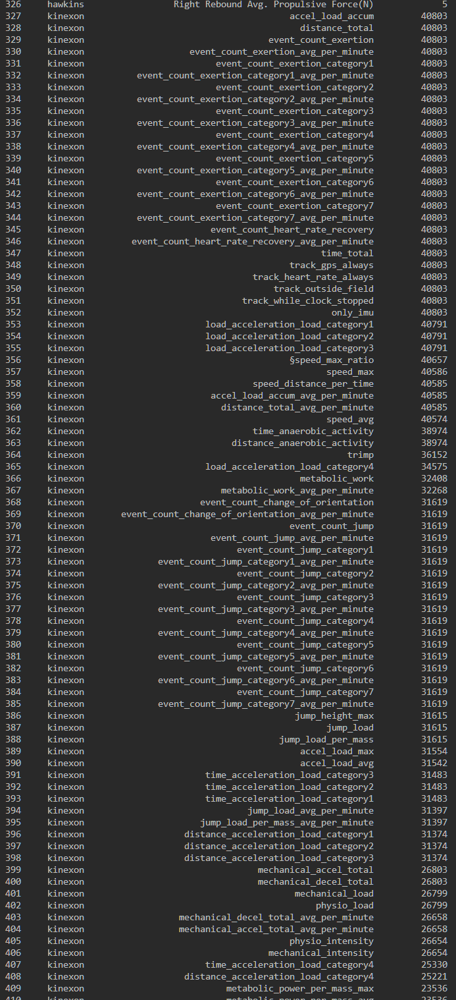 326 hawkins Right Rebound Avg. Propulsive Force(N) 5
327 kinexon accel_load_accum 40803
328 kinexon distance_total 40803
329 kinexon event_count_exertion 40803
330 kinexon event_count_exertion_avg_per_minute 40803
331 kinexon event_count_exertion_category1 40803
332 kinexon event_count_exertion_category1_avg_per_minute 40803
333 kinexon event_count_exertion_category2 40803
334 kinexon event_count_exertion_category2_avg_per_minute 40803
335 kinexon event_count_exertion_category3 40803
336 kinexon event_count_exertion_category3_avg_per_minute 40803
337 kinexon event_count_exertion_category4 40803
338 kinexon event_count_exertion_category4_avg_per_minute 40803
339 kinexon event_count_exertion_category5 40803
340 kinexon event_count_exertion_category5_avg_per_minute 40803
341 kinexon event_count_exertion_category6 40803
342 kinexon event_count_exertion_category6_avg_per_minute 40803
343 kinexon event_count_exertion_category7 40803
344 kinexon event_count_exertion_category7_avg_per_minute 40803
345 kinexon event_count_heart_rate_recovery 40803
346 kinexon event_count_heart_rate_recovery_avg_per_minute 40803
347 kinexon time_total 40803
348 kinexon track_gps_always 40803
349 kinexon track_heart_rate_always 40803
350 kinexon track_outside_field 40803
351 kinexon track_while_clock_stopped 40803
352 kinexon only_imu 40803
353 kinexon load_acceleration_load_category1 40791
354 kinexon load_acceleration_load_category2 40791
355 kinexon load_acceleration_load_category3 40791
356 kinexon §speed_max_ratio 40657
357 kinexon speed_max 40586
358 kinexon speed_distance_per_time 40585
359 kinexon accel_load_accum_avg_per_minute 40585
360 kinexon distance_total_avg_per_minute 40585
361 kinexon speed_avg 40574
362 kinexon time_anaerobic_activity 38974
363 kinexon distance_anaerobic_activity 38974
364 kinexon trimp 36152
365 kinexon load_acceleration_load_category4 34575
366 kinexon metabolic_work 32408
367 kinexon metabolic_work_avg_per_minute 32268
368 kinexon event_count_change_of_orientation 31619
369 kinexon event_count_change_of_orientation_avg_per_minute 31619
370 kinexon event_count_jump 31619
371 kinexon event_count_jump_avg_per_minute 31619
372 kinexon event_count_jump_category1 31619
373 kinexon event_count_jump_category1_avg_per_minute 31619
374 kinexon event_count_jump_category2 31619
375 kinexon event_count_jump_category2_avg_per_minute 31619
376 kinexon event_count_jump_category3 31619
377 kinexon event_count_jump_category3_avg_per_minute 31619
378 kinexon event_count_jump_category4 31619
379 kinexon event_count_jump_category4_avg_per_minute 31619
380 kinexon event_count_jump_category5 31619
381 kinexon event_count_jump_category5_avg_per_minute 31619
382 kinexon event_count_jump_category6 31619
383 kinexon event_count_jump_category6_avg_per_minute 31619
384 kinexon event_count_jump_category7 31619
385 kinexon event_count_jump_category7_avg_per_minute 31619
386 kinexon jump_height_max 31615
387 kinexon jump_load 31615
388 kinexon jump_load_per_mass 31615
389 kinexon accel_load_max 31554
390 kinexon accel_load_avg 31542
391 kinexon time_acceleration_load_category3 31483
392 kinexon time_acceleration_load_category2 31483
393 kinexon time_acceleration_load_category1 31483
394 kinexon jump_load_avg_per_minute 31397
395 kinexon jump_load_per_mass_avg_per_minute 31397
396 kinexon distance_acceleration_load_category1 31374
397 kinexon distance_acceleration_load_category2 31374
398 kinexon distance_acceleration_load_category3 31374
399 kinexon mechanical_accel_total 26803
400 kinexon mechanical_decel_total 26803
401 kinexon mechanical_load 26799
402 kinexon physio_load 26799
403 kinexon mechanical_decel_total_avg_per_minute 26658
404 kinexon mechanical_accel_total_avg_per_minute 26658
405 kinexon physio_intensity 26654
406 kinexon mechanical_intensity 26654
407 kinexon time_acceleration_load_category4 25330
408 kinexon distance_acceleration_load_category4 25221
409 kinexon metabolic_power_per_mass_max 23536
410 kinexon metabolic_power_per_mass_avg 23536